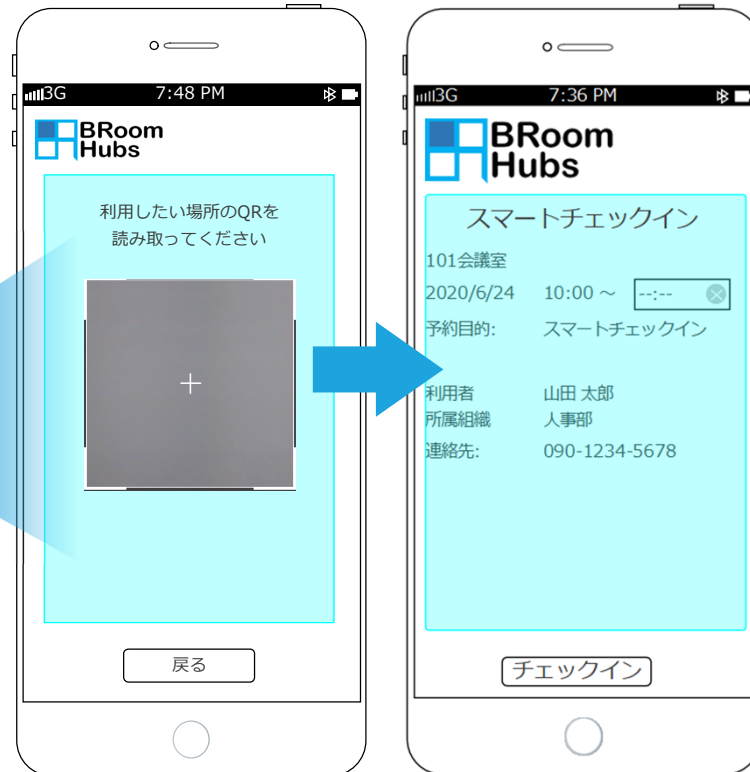 3G 7:48 PM
BRoom
Hubs
利用したい場所のQRを
読み取ってください
戻る
3G 7:36 PM
BRoom
Hubs
スマートチェックイン
101会議室
2020/6/24 10:00 ～ --:--
予約目的: スマートチェックイン
利用者 山田 太郎
所属組織 人事部
連絡先: 090-1234-5678
チェックイン